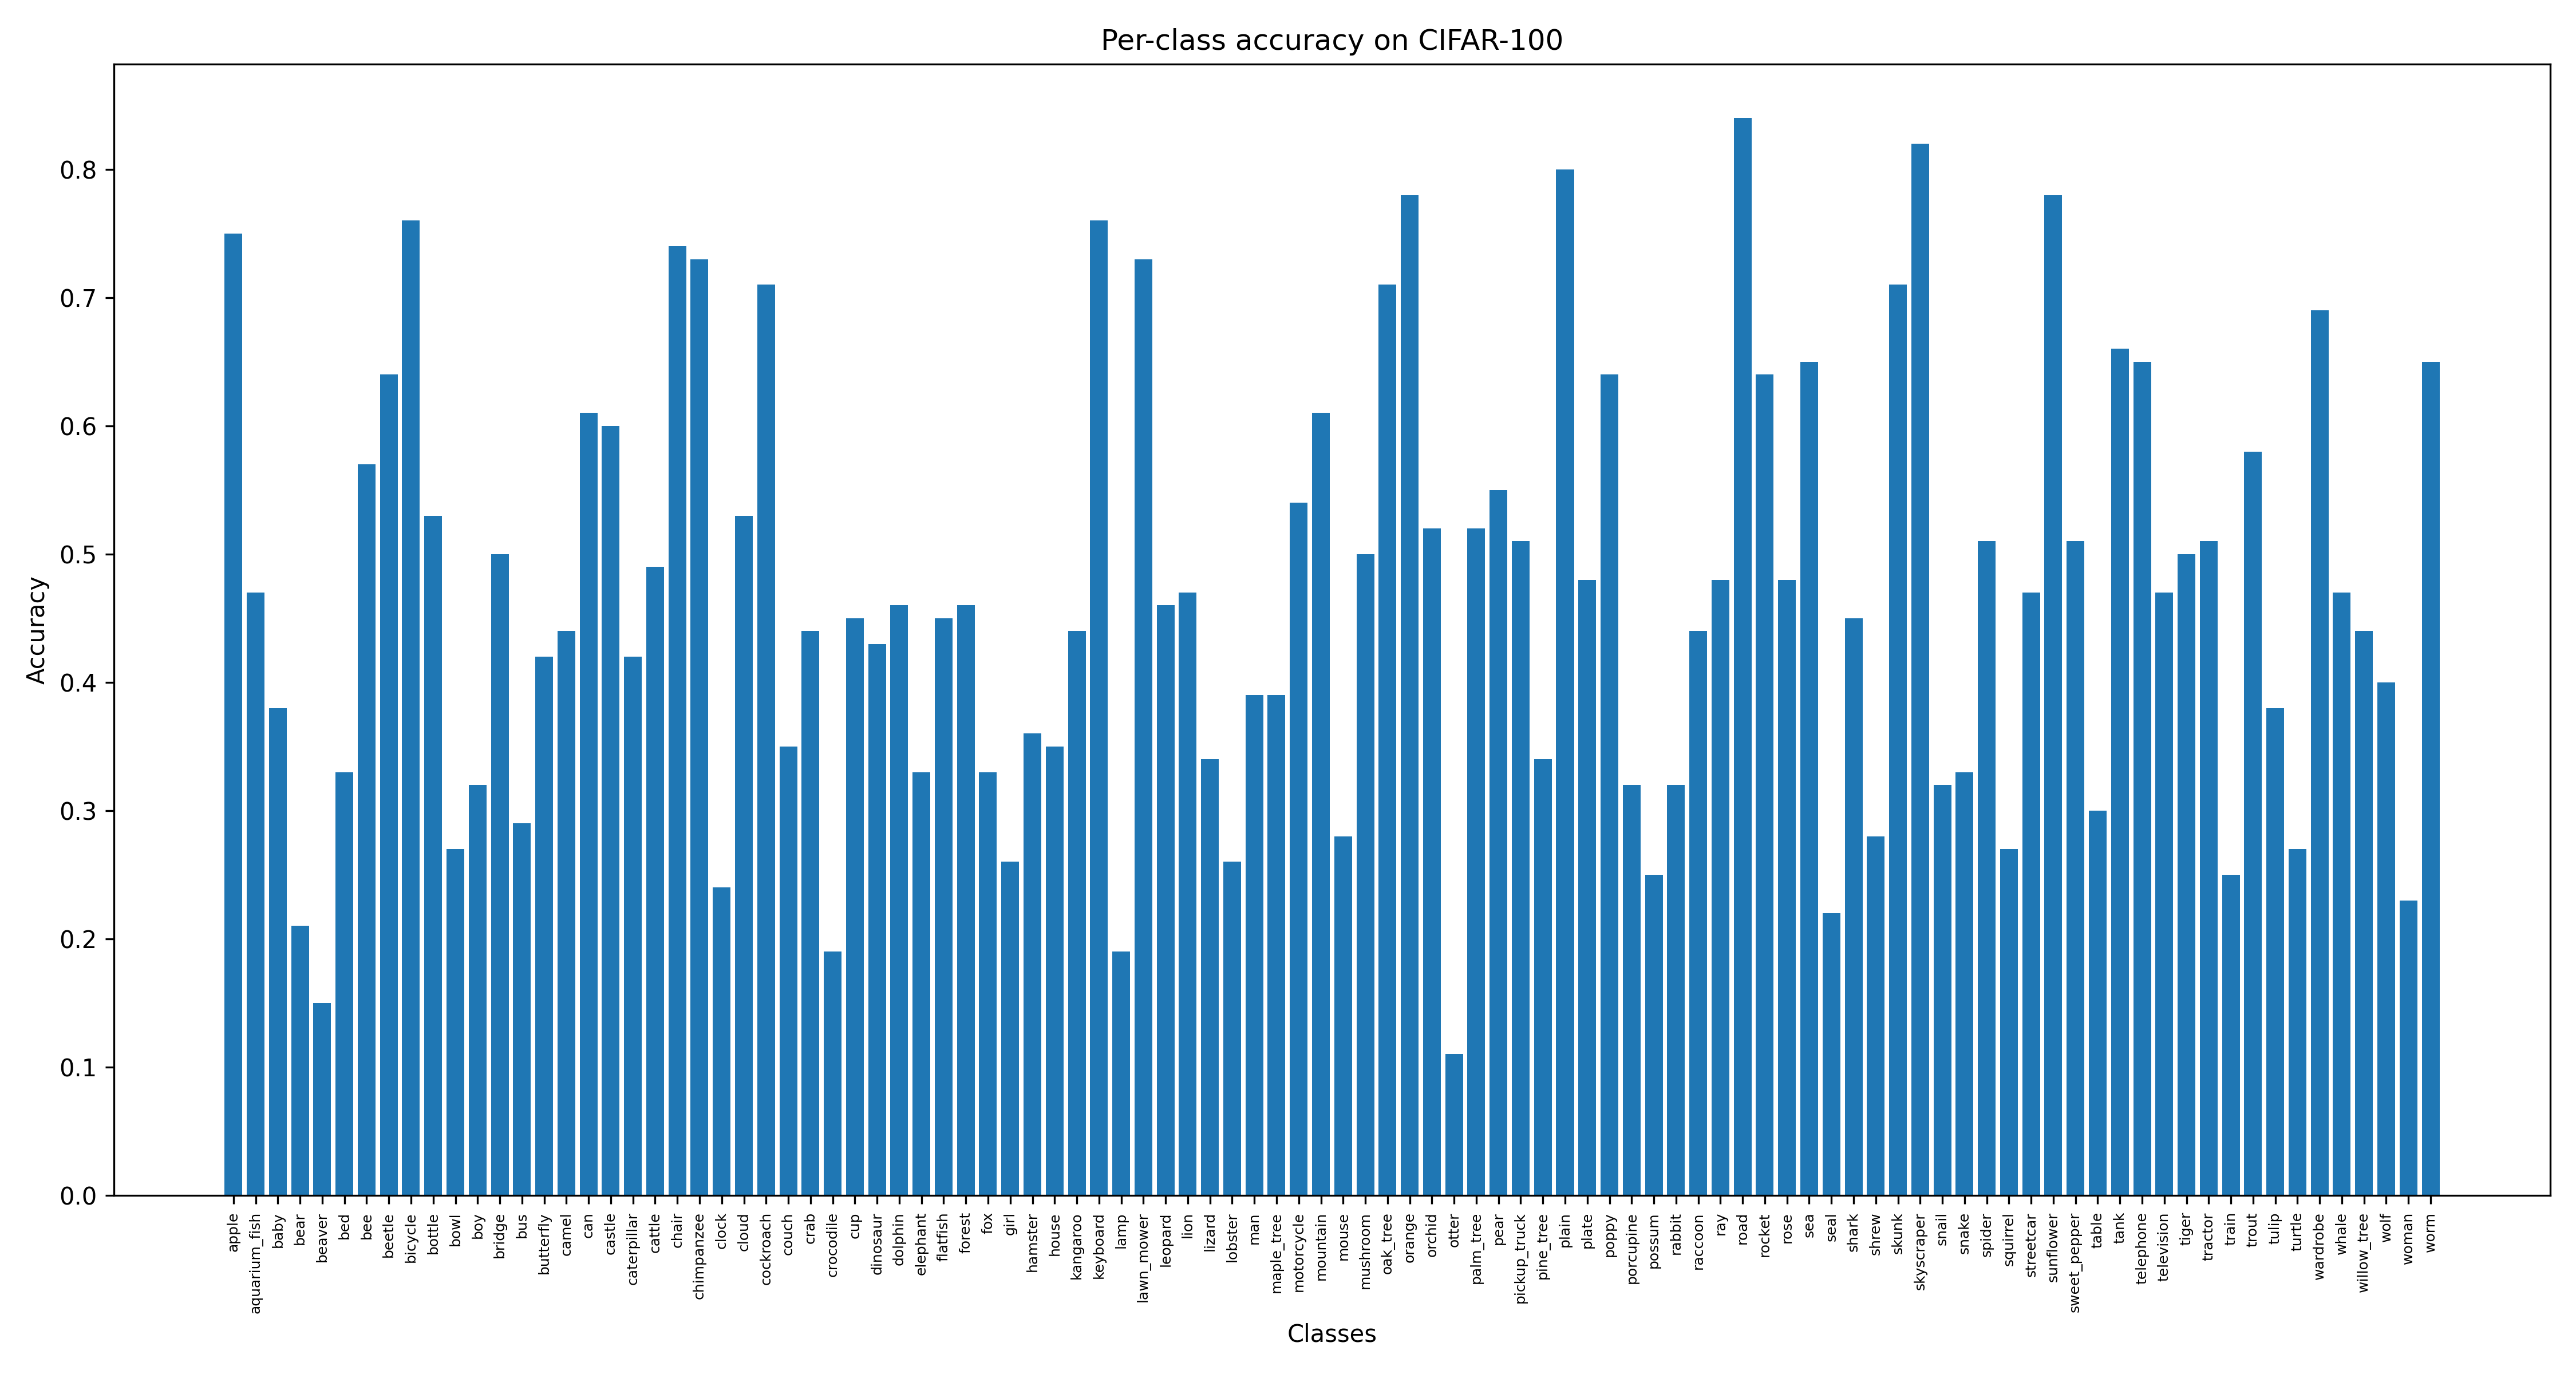 Per-class accuracy on CIFAR-100
Accuracy
0.8
0.7
0.6
0.5
0.4
0.3
0.2
0.1
0.0
apple
aquarium_fish
baby
bear
beaver
bed
bee
beetle
bicycle
bottle
bowl
boy
bridge
bus
butterfly
camel
can
castle
caterpillar
cattle
chair
chimpanzee
clock
cloud
cockroach
couch
crab
crocodile
cup
dinosaur
dolphin
elephant
flatfish
forest
fox
girl
hamster
house
kangaroo
keyboard
lamp
lawn_mower
leopard
lion
lizard
lobster
man
maple_tree
motorcycle
mountain
mouse
mushroom
oak_tree
orange
orchid
otter
palm_tree
pear
pickup_truck
pine_tree
plain
plate
poppy
porcupine
possum
rabbit
raccoon
ray
road
rocket
rose
sea
seal
shark
shrew
skunk
skyscraper
snail
snake
spider
squirrel
streetcar
sunflower
sweet_pepper
table
tank
telephone
television
tiger
tractor
train
trout
tulip
turtle
wardrobe
whale
willow_tree
wolf
woman
worm
Classes